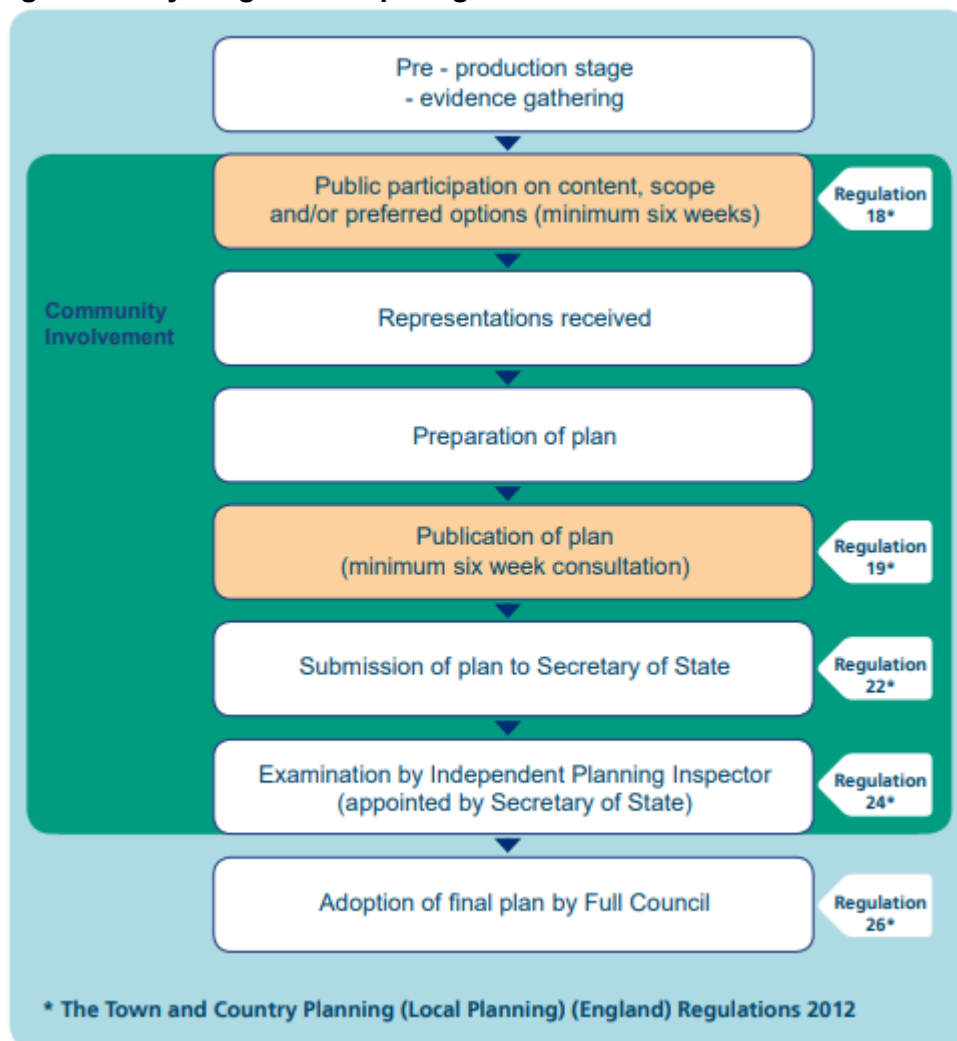 Pre - production stage
- evidence gathering
Public participation on content, scope
and/or preferred options (minimum six weeks)
Regulation
18*
Community
Involvement
Representations received
Preparation of plan
Publication of plan
(minimum six week consultation)
Regulation
19*
Submission of plan to Secretary of State
Regulation
22*
Examination by Independent Planning Inspector
(appointed by Secretary of State)
Regulation
24*
Adoption of final plan by Full Council
Regulation
26*
* The Town and Country Planning (Local Planning) (England) Regulations 2012